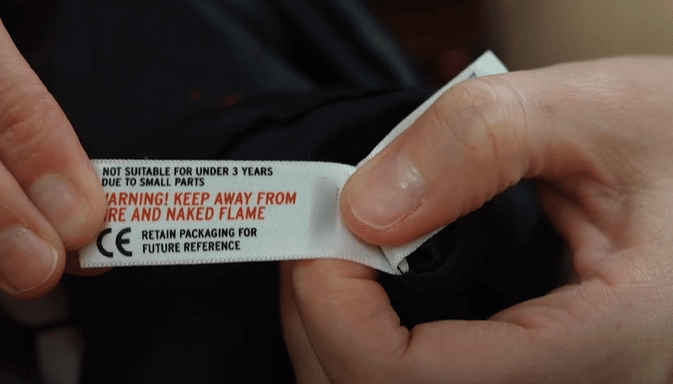 NOT SUITABLE FOR UNDER 3 YEARS
DUE TO SMALL PARTS
ARNING! KEEP AWAY FROM
RE AND NAKED FLAME
CE
RETAIN PACKAGING FOR
FUTURE REFERENCE